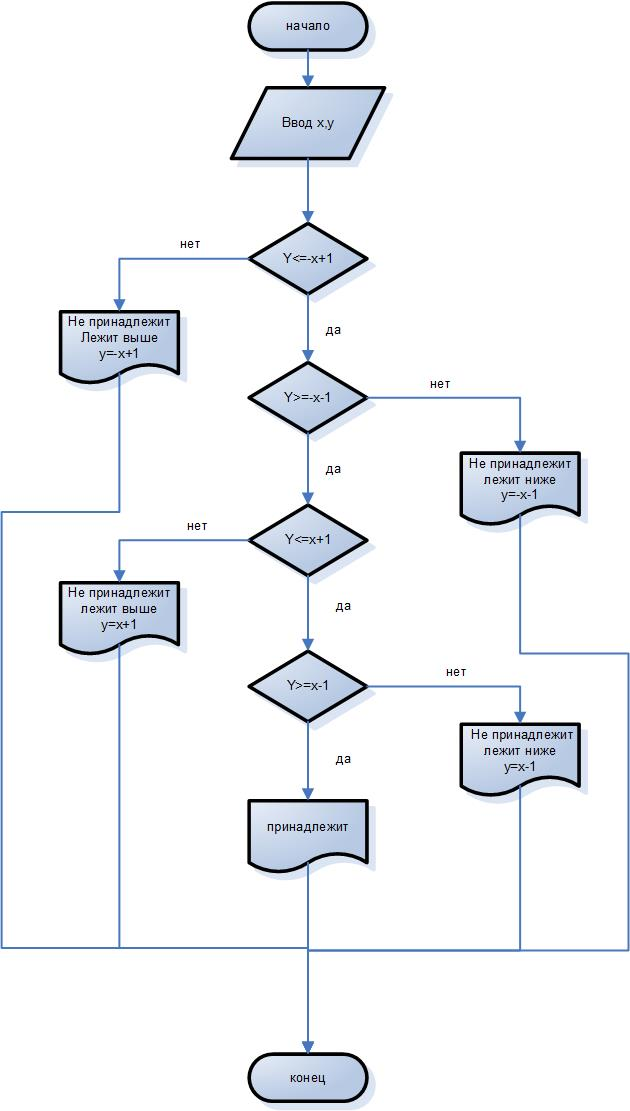 начало
Ввод x,y
Y<=-x+1
нет
да
Не принадлежит
Лежит выше
y=-x+1
Y>=-x-1
нет
да
Не принадлежит
лежит ниже
y=-x-1
Y<=x+1
нет
да
Не принадлежит
лежит выше
y=x+1
Y>=x-1
нет
да
Не принадлежит
лежит ниже
y=x-1
принадлежит
конец